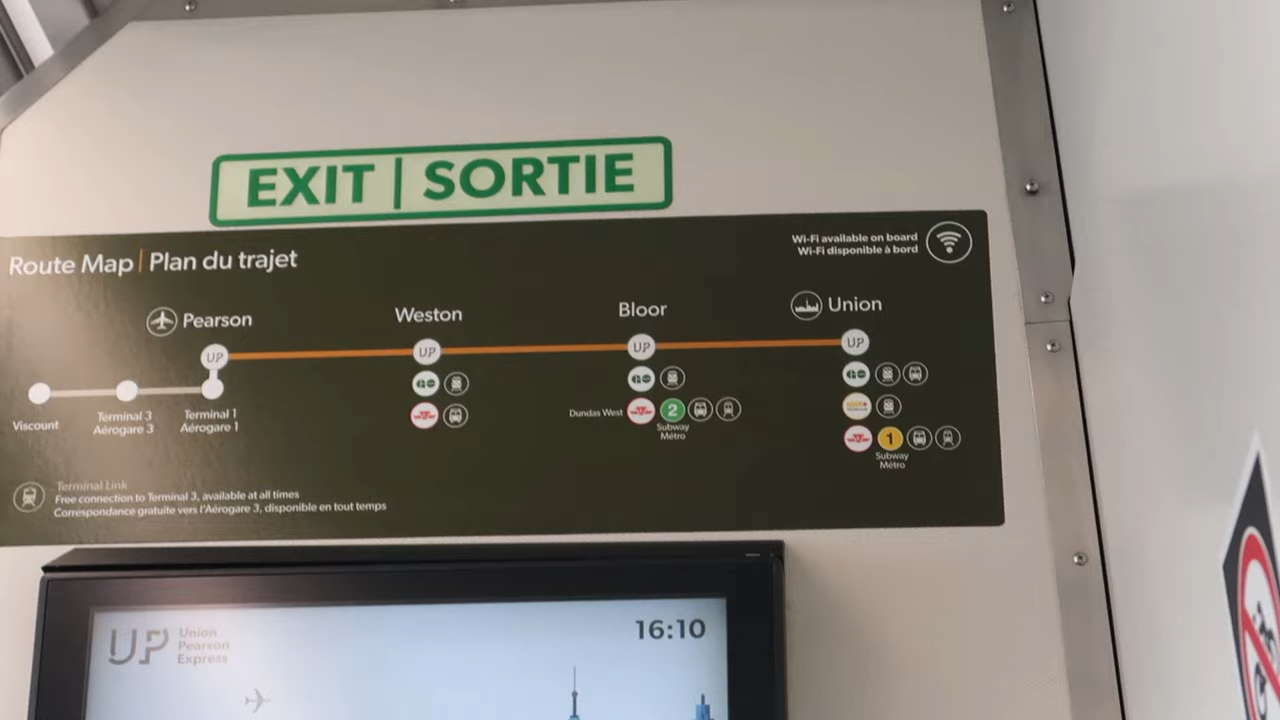 EXIT | SORTIE
Route Map | Plan du trajet
Wi-Fi available on board
Wi-Fi disponible à bord
Pearson
Weston
Bloor
Union
UP
UP
UP
UP
GO
GO
GO
Viscount
Terminal 3
Aérogare 3
Terminal 1
Aérogare 1
Dundas West
2
Subway
Métro
1
Subway
Métro
Terminal Link
Free connection to Terminal 3, available at all times
Correspondance gratuite vers l'Aérogare 3, disponible en tout temps
UP
Union
Pearson
Express
16:10